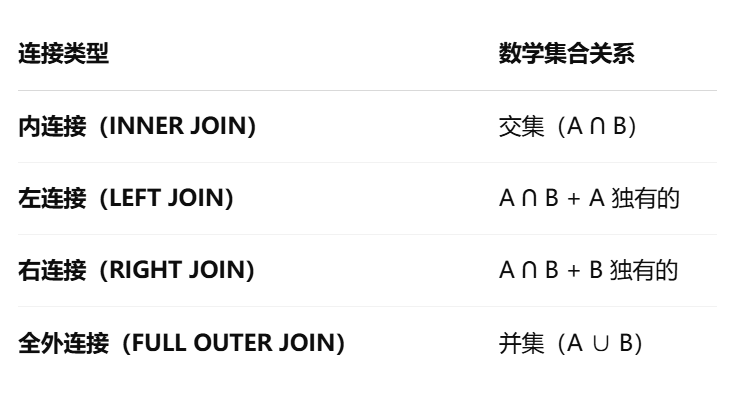 连接类型 数学集合关系
内连接（INNER JOIN） 交集（A ∩ B）
左连接（LEFT JOIN） A ∩ B + A 独有的
右连接（RIGHT JOIN） A ∩ B + B 独有的
全外连接（FULL OUTER JOIN） 并集（A ∪ B）